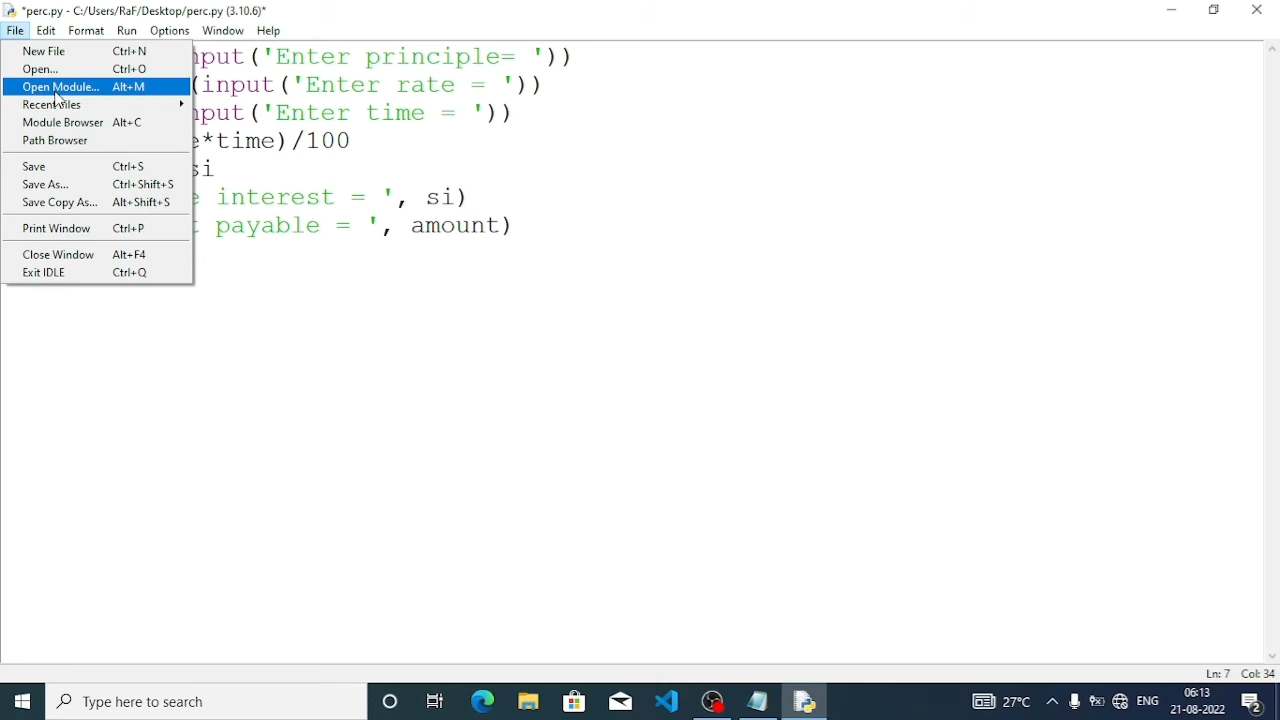 *perc.py - C:/Users/RaF/Desktop/perc.py (3.10.6)*
File Edit Format Run Options Window Help
New File Ctrl+N
Open... Ctrl+O
Open Module... Alt+M
Recent Files
Module Browser Alt+C
Path Browser
Save Ctrl+S
Save As... Ctrl+Shift+S
Save Copy As... Alt+Shift+S
Print Window Ctrl+P
Close Window Alt+F4
Exit IDLE Ctrl+Q
nput('Enter principle= '))
(input('Enter rate = '))
nput('Enter time = '))
e*time)/100
si
e interest = ', si)
t payable = ', amount)
Ln: 7 Col: 34
Type here to search
27°C
ENG
06:13
21-08-2022
2